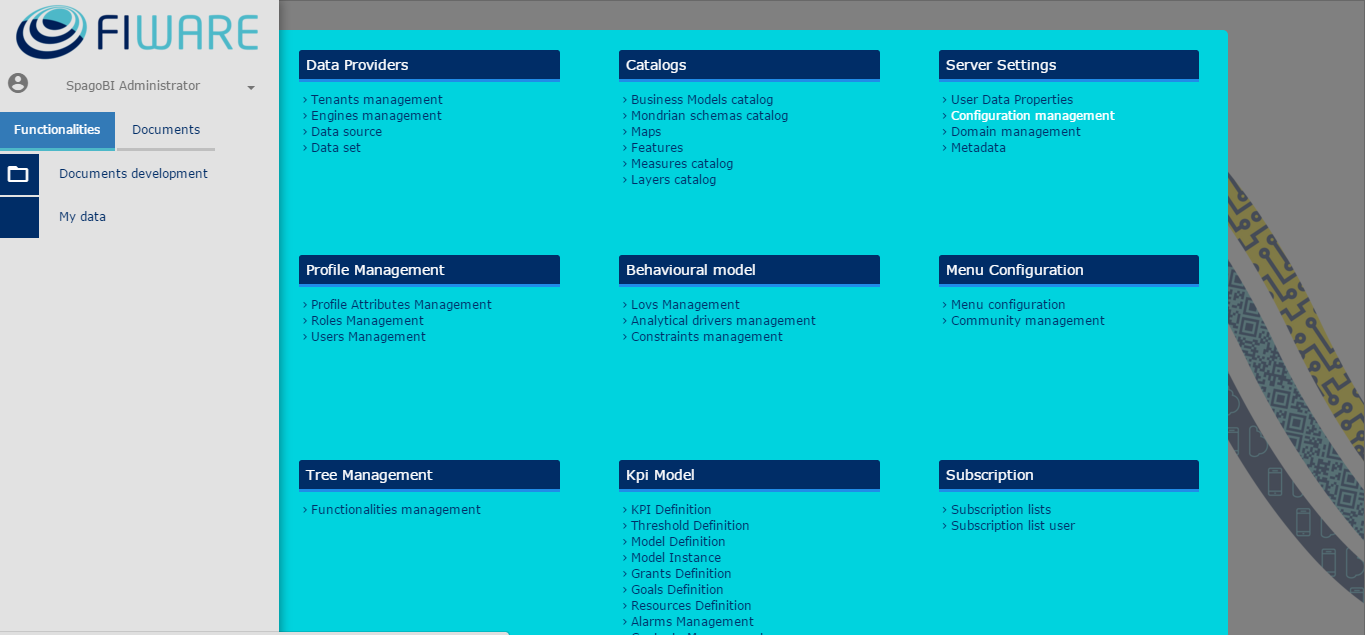 FIWARE
SpagoBI Administrator
Functionalities
Documents
Documents development
My data
Data Providers
› Tenants management
› Engines management
› Data source
› Data set
Catalogs
› Business Models catalog
› Mondrian schemas catalog
› Maps
› Features
› Measures catalog
› Layers catalog
Server Settings
› User Data Properties
› Configuration management
› Domain management
› Metadata
Profile Management
› Profile Attributes Management
› Roles Management
› Users Management
Behavioural model
› Lovs Management
› Analytical drivers management
› Constraints management
Menu Configuration
› Menu configuration
› Community management
Tree Management
› Functionalities management
Kpi Model
› KPI Definition
› Threshold Definition
› Model Definition
› Model Instance
› Grants Definition
› Goals Definition
› Resources Definition
› Alarms Management
Subscription
› Subscription lists
› Subscription list user